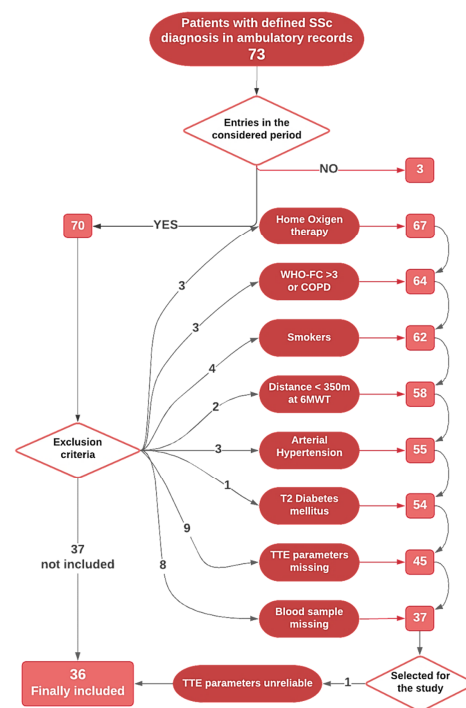 Patients with defined SSc
diagnosis in ambulatory records
73
Entries in the
considered period
NO
3
70
YES
Home Oxigen
therapy
67
3
WHO-FC >3
or COPD
64
3
Smokers
62
4
Distance < 350m
at 6MWT
58
2
Arterial
Hypertension
55
3
Exclusion
criteria
T2 Diabetes
mellitus
54
1
TTE parameters
missing
45
9
Blood sample
missing
37
8
37
not included
36
Finally included
TTE parameters unreliable
1
Selected for
the study